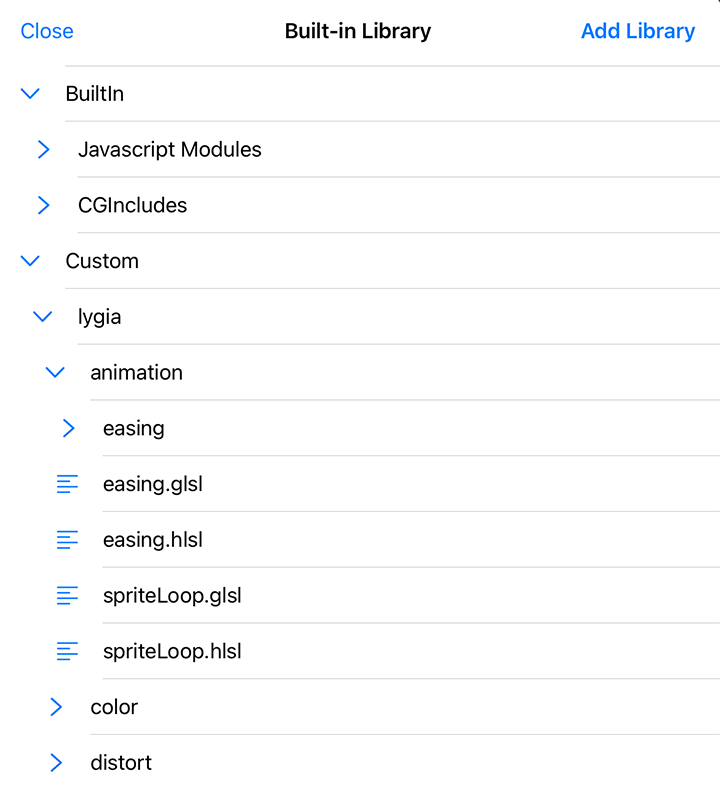 Close Built-in Library Add Library
BuiltIn
Javascript Modules
CGIncludes
Custom
lygia
animation
easing
easing.glsl
easing.hlsl
spriteLoop.glsl
spriteLoop.hlsl
color
distort